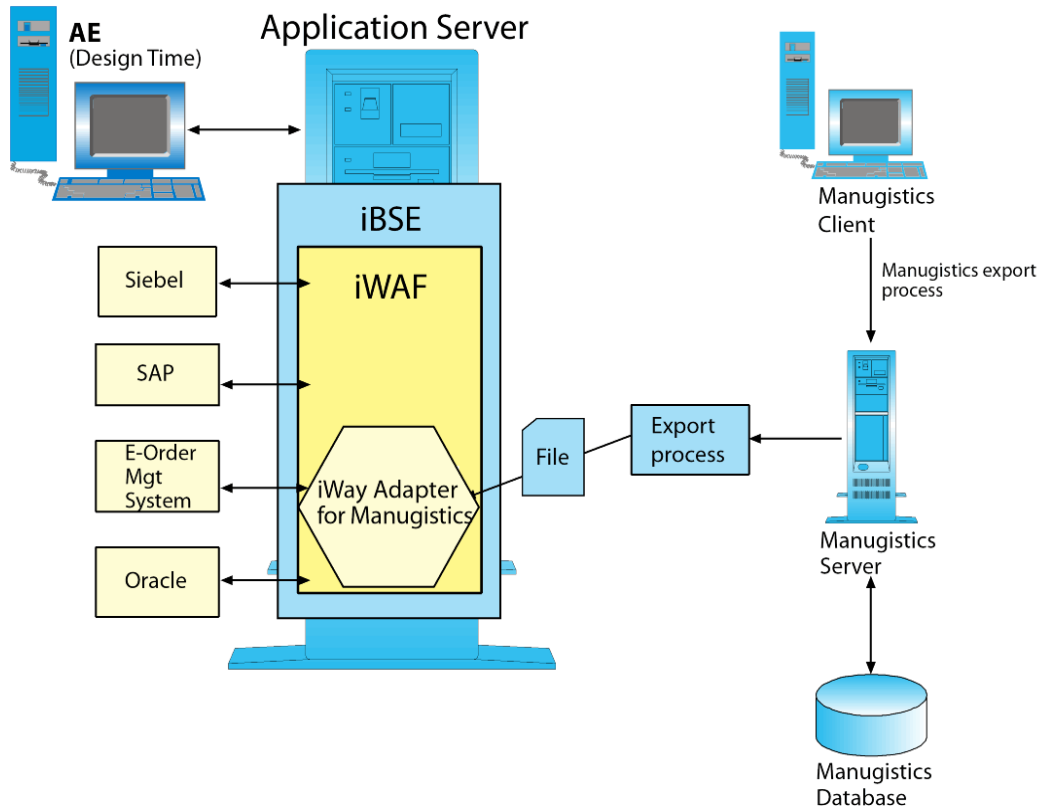 AE
(Design Time)
Application Server
iBSE
iWAF
Siebel
SAP
E-Order
Mgt
System
Oracle
iWay Adapter
for Manugistics
File
Export
process
Manugistics
Client
Manugistics export
process
Manugistics
Server
Manugistics
Database